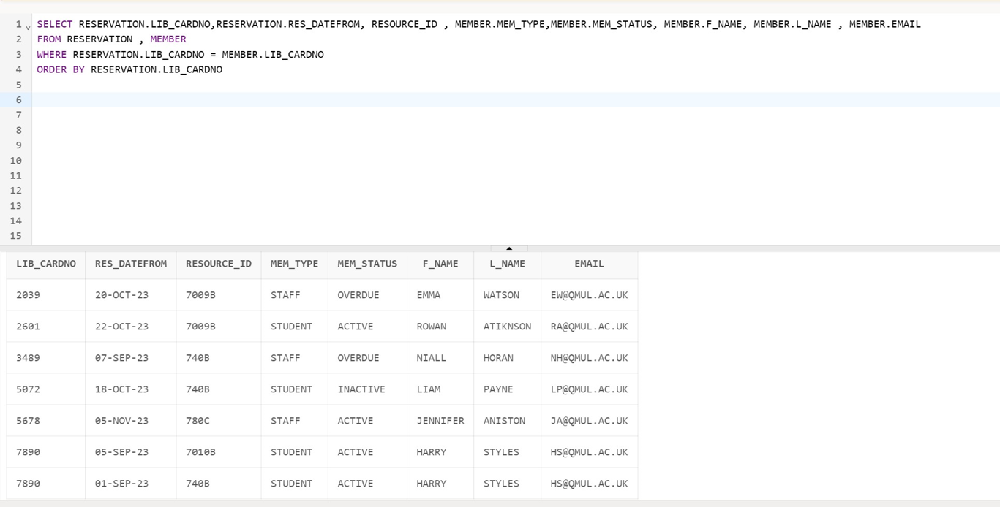 1 SELECT RESERVATION.LIB_CARDNO,RESERVATION.RES_DATEFROM, RESOURCE_ID , MEMBER.MEM_TYPE,MEMBER.MEM_STATUS, MEMBER.F_NAME, MEMBER.L_NAME , MEMBER.EMAIL
2 FROM RESERVATION , MEMBER
3 WHERE RESERVATION.LIB_CARDNO = MEMBER.LIB_CARDNO
4 ORDER BY RESERVATION.LIB_CARDNO
5
6
7
8
9
10
11
12
13
14
15
LIB_CARDNO RES_DATEFROM RESOURCE_ID MEM_TYPE MEM_STATUS F_NAME L_NAME EMAIL
2039 20-OCT-23 7009B STAFF OVERDUE EMMA WATSON EW@QMUL.AC.UK
2601 22-OCT-23 7009B STUDENT ACTIVE ROWAN ATIKNSON RA@QMUL.AC.UK
3489 07-SEP-23 740B STAFF OVERDUE NIALL HORAN NH@QMUL.AC.UK
5072 18-OCT-23 740B STUDENT INACTIVE LIAM PAYNE LP@QMUL.AC.UK
5678 05-NOV-23 780C STAFF ACTIVE JENNIFER ANISTON JA@QMUL.AC.UK
7890 05-SEP-23 7010B STUDENT ACTIVE HARRY STYLES HS@QMUL.AC.UK
7890 01-SEP-23 740B STUDENT ACTIVE HARRY STYLES HS@QMUL.AC.UK